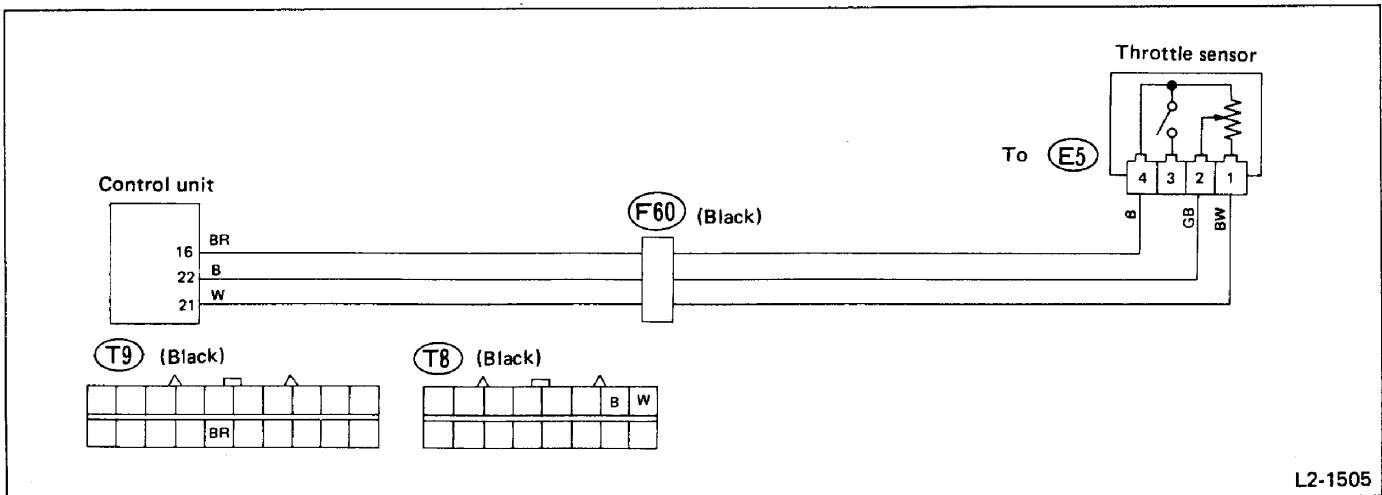 Throttle sensor
To E5
4 3 2 1
B GB BW
Control unit
F60 (Black)
16 BR
22 B
21 W
T9 (Black)
T8 (Black)
B W
BR
L2-1505